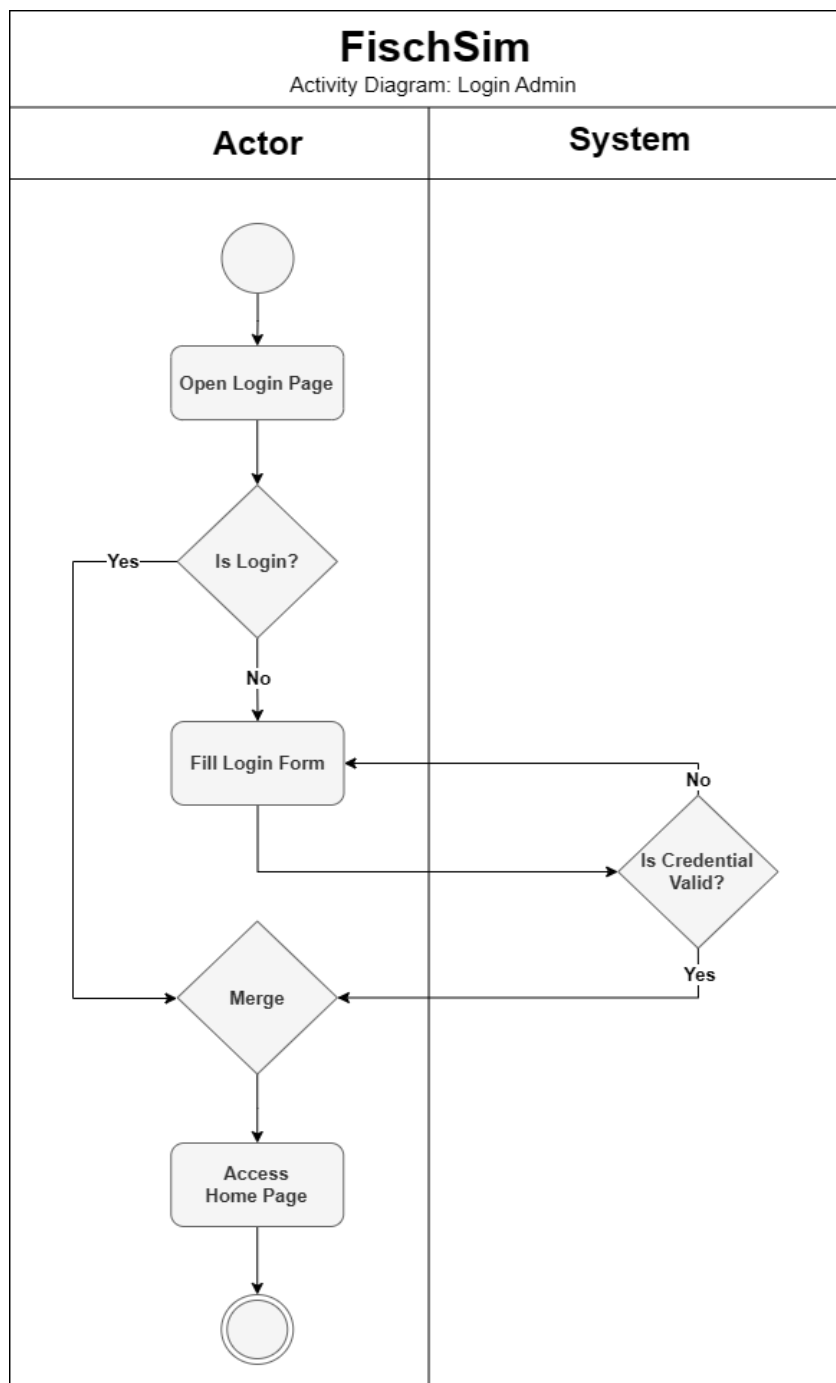 FischSim
Activity Diagram: Login Admin
Actor
System
Open Login Page
Is Login?
Yes
No
Fill Login Form
No
Is Credential
Valid?
Yes
Merge
Access
Home Page